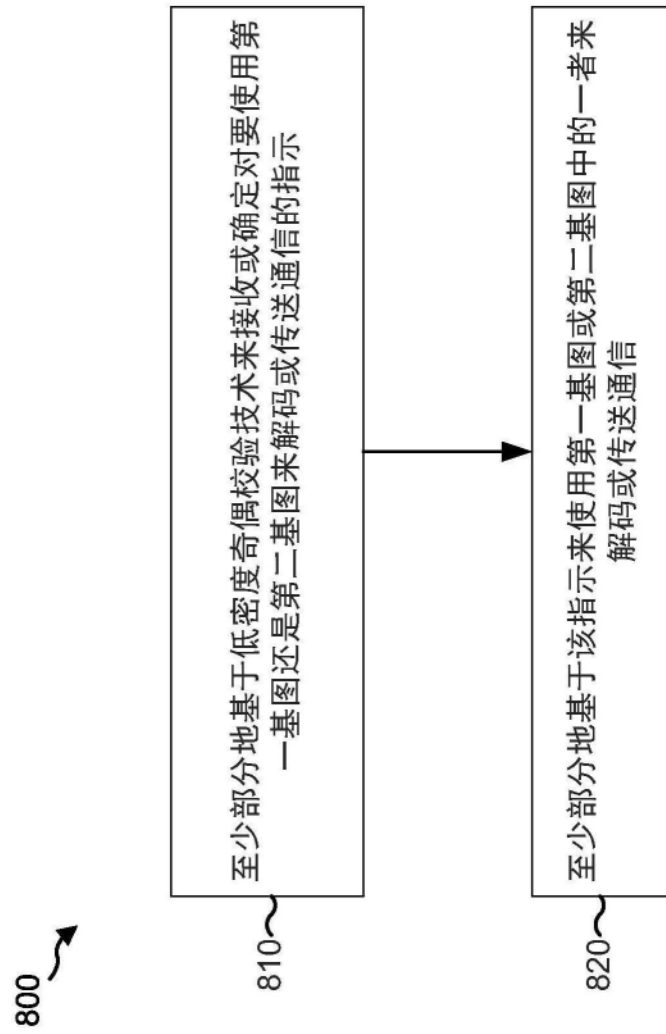 800
810
至少部分地基于低密度奇偶校验技术来接收或确定对要使用第
一基图还是第二基图来解码或传送通信的指示
820
至少部分地基于该指示来使用第一基图或第二基图中的一者来
解码或传送通信